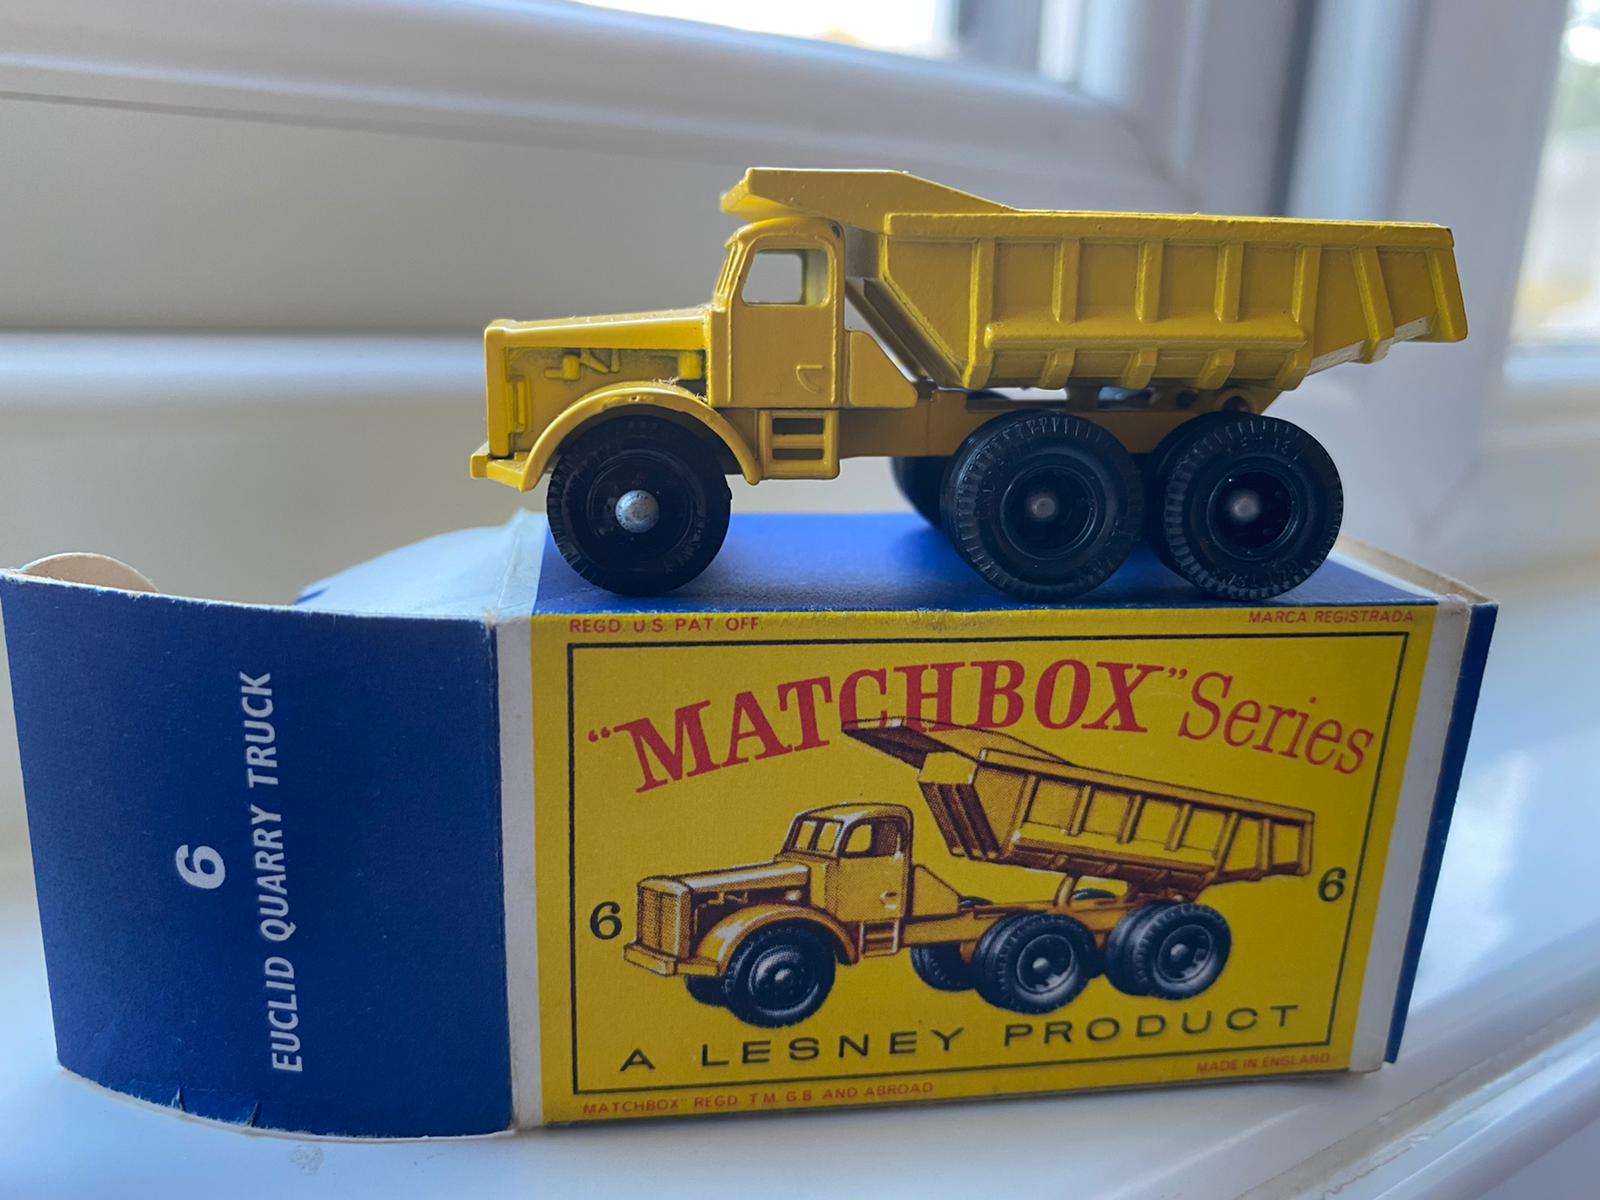 6
EUCLID QUARRY TRUCK
REGD. U.S. PAT. OFF.
MARCA REGISTRADA
"MATCHBOX" Series
6
6
A LESNEY PRODUCT
MADE IN ENGLAND
MATCHBOX" REGD. T.M. G.B. AND ABROAD